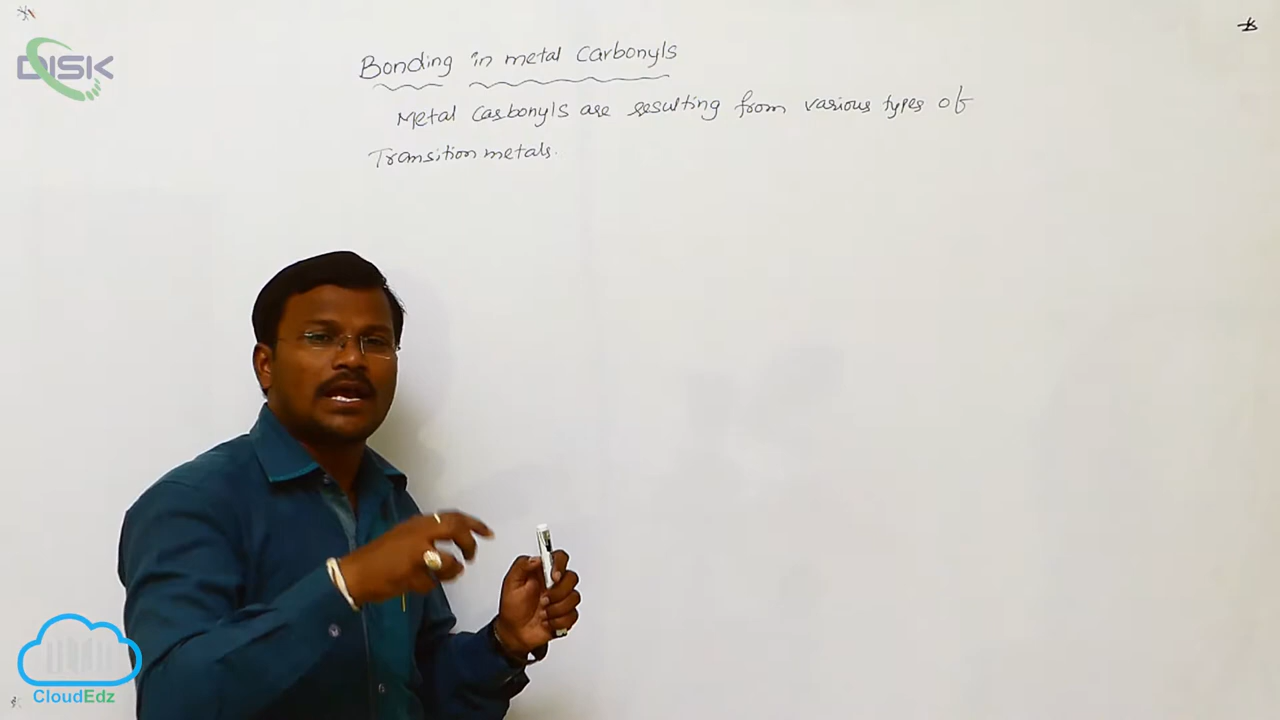 DISK
Bonding in metal Carbonyls
Metal Carbonyls are resulting from various types of
Transition metals.
CloudEdz